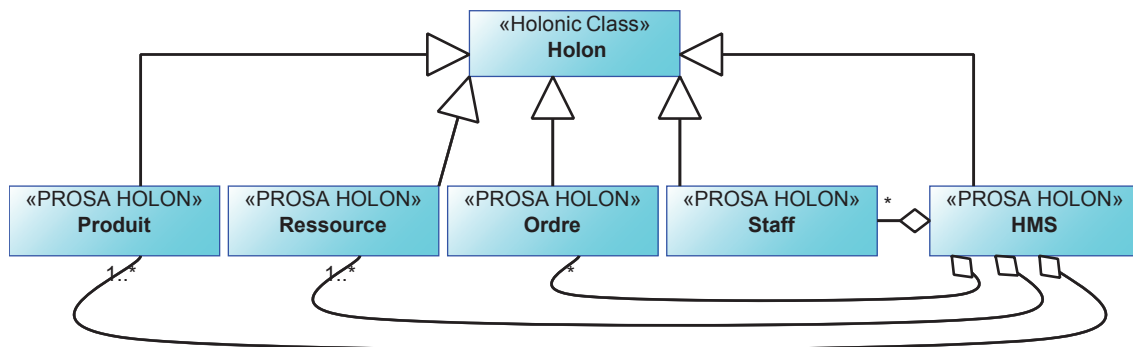 «Holonic Class»
Holon
«PROSA HOLON»
Produit
«PROSA HOLON»
Ressource
«PROSA HOLON»
Ordre
«PROSA HOLON»
Staff
*
«PROSA HOLON»
HMS
1..*
1..*
*